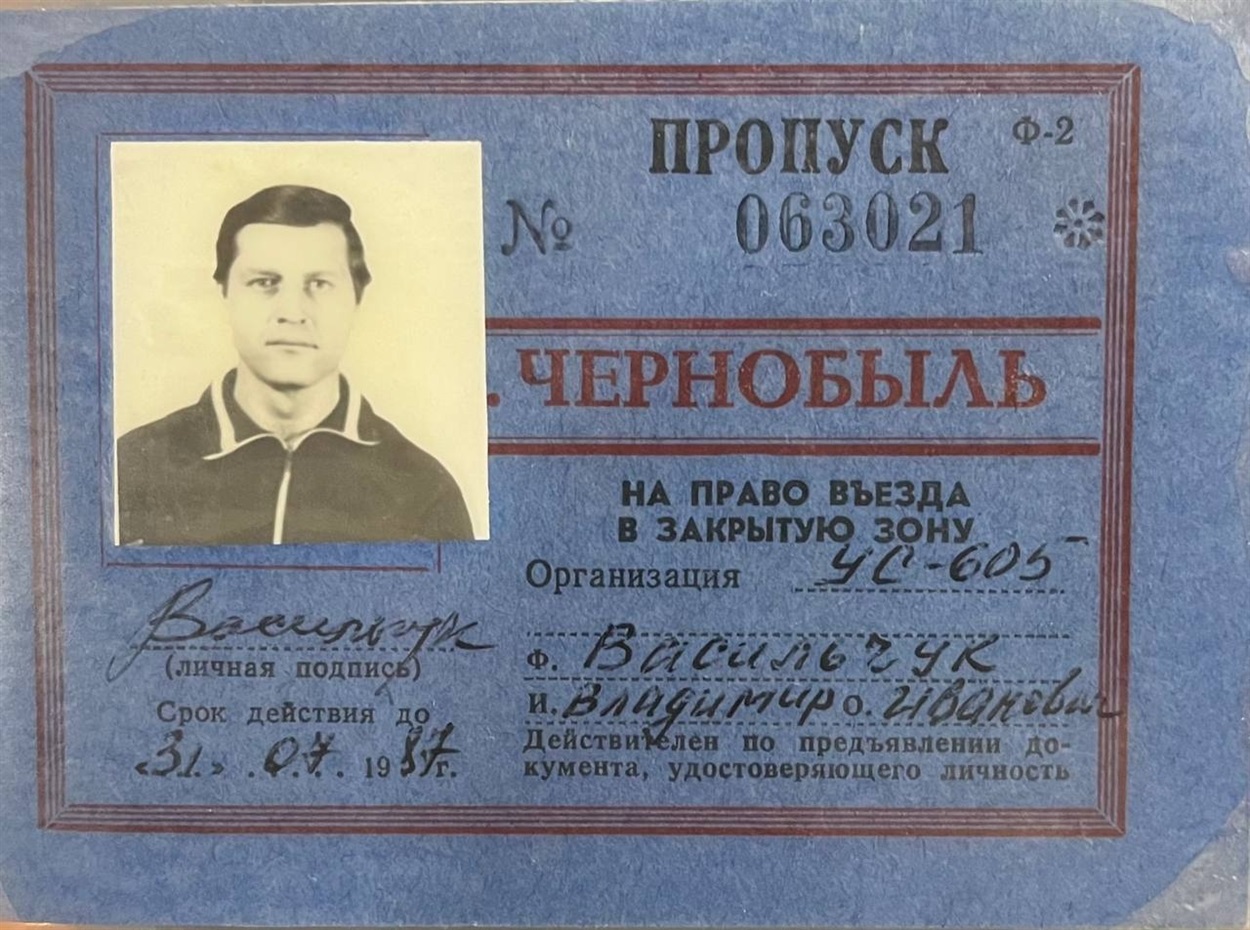 ПРОПУСК Ф-2
№ 063021
. ЧЕРНОБЫЛЬ
НА ПРАВО ВЪЕЗДА
В ЗАКРЫТУЮ ЗОНУ
Организация УС-605
Ф. Васильчук
И. Владимир О. Иванович
Действителен по предъявлении до-
кумента, удостоверяющего личность
Васильчук
(личная подпись)
Срок действия до
«31» .07. 1987г.